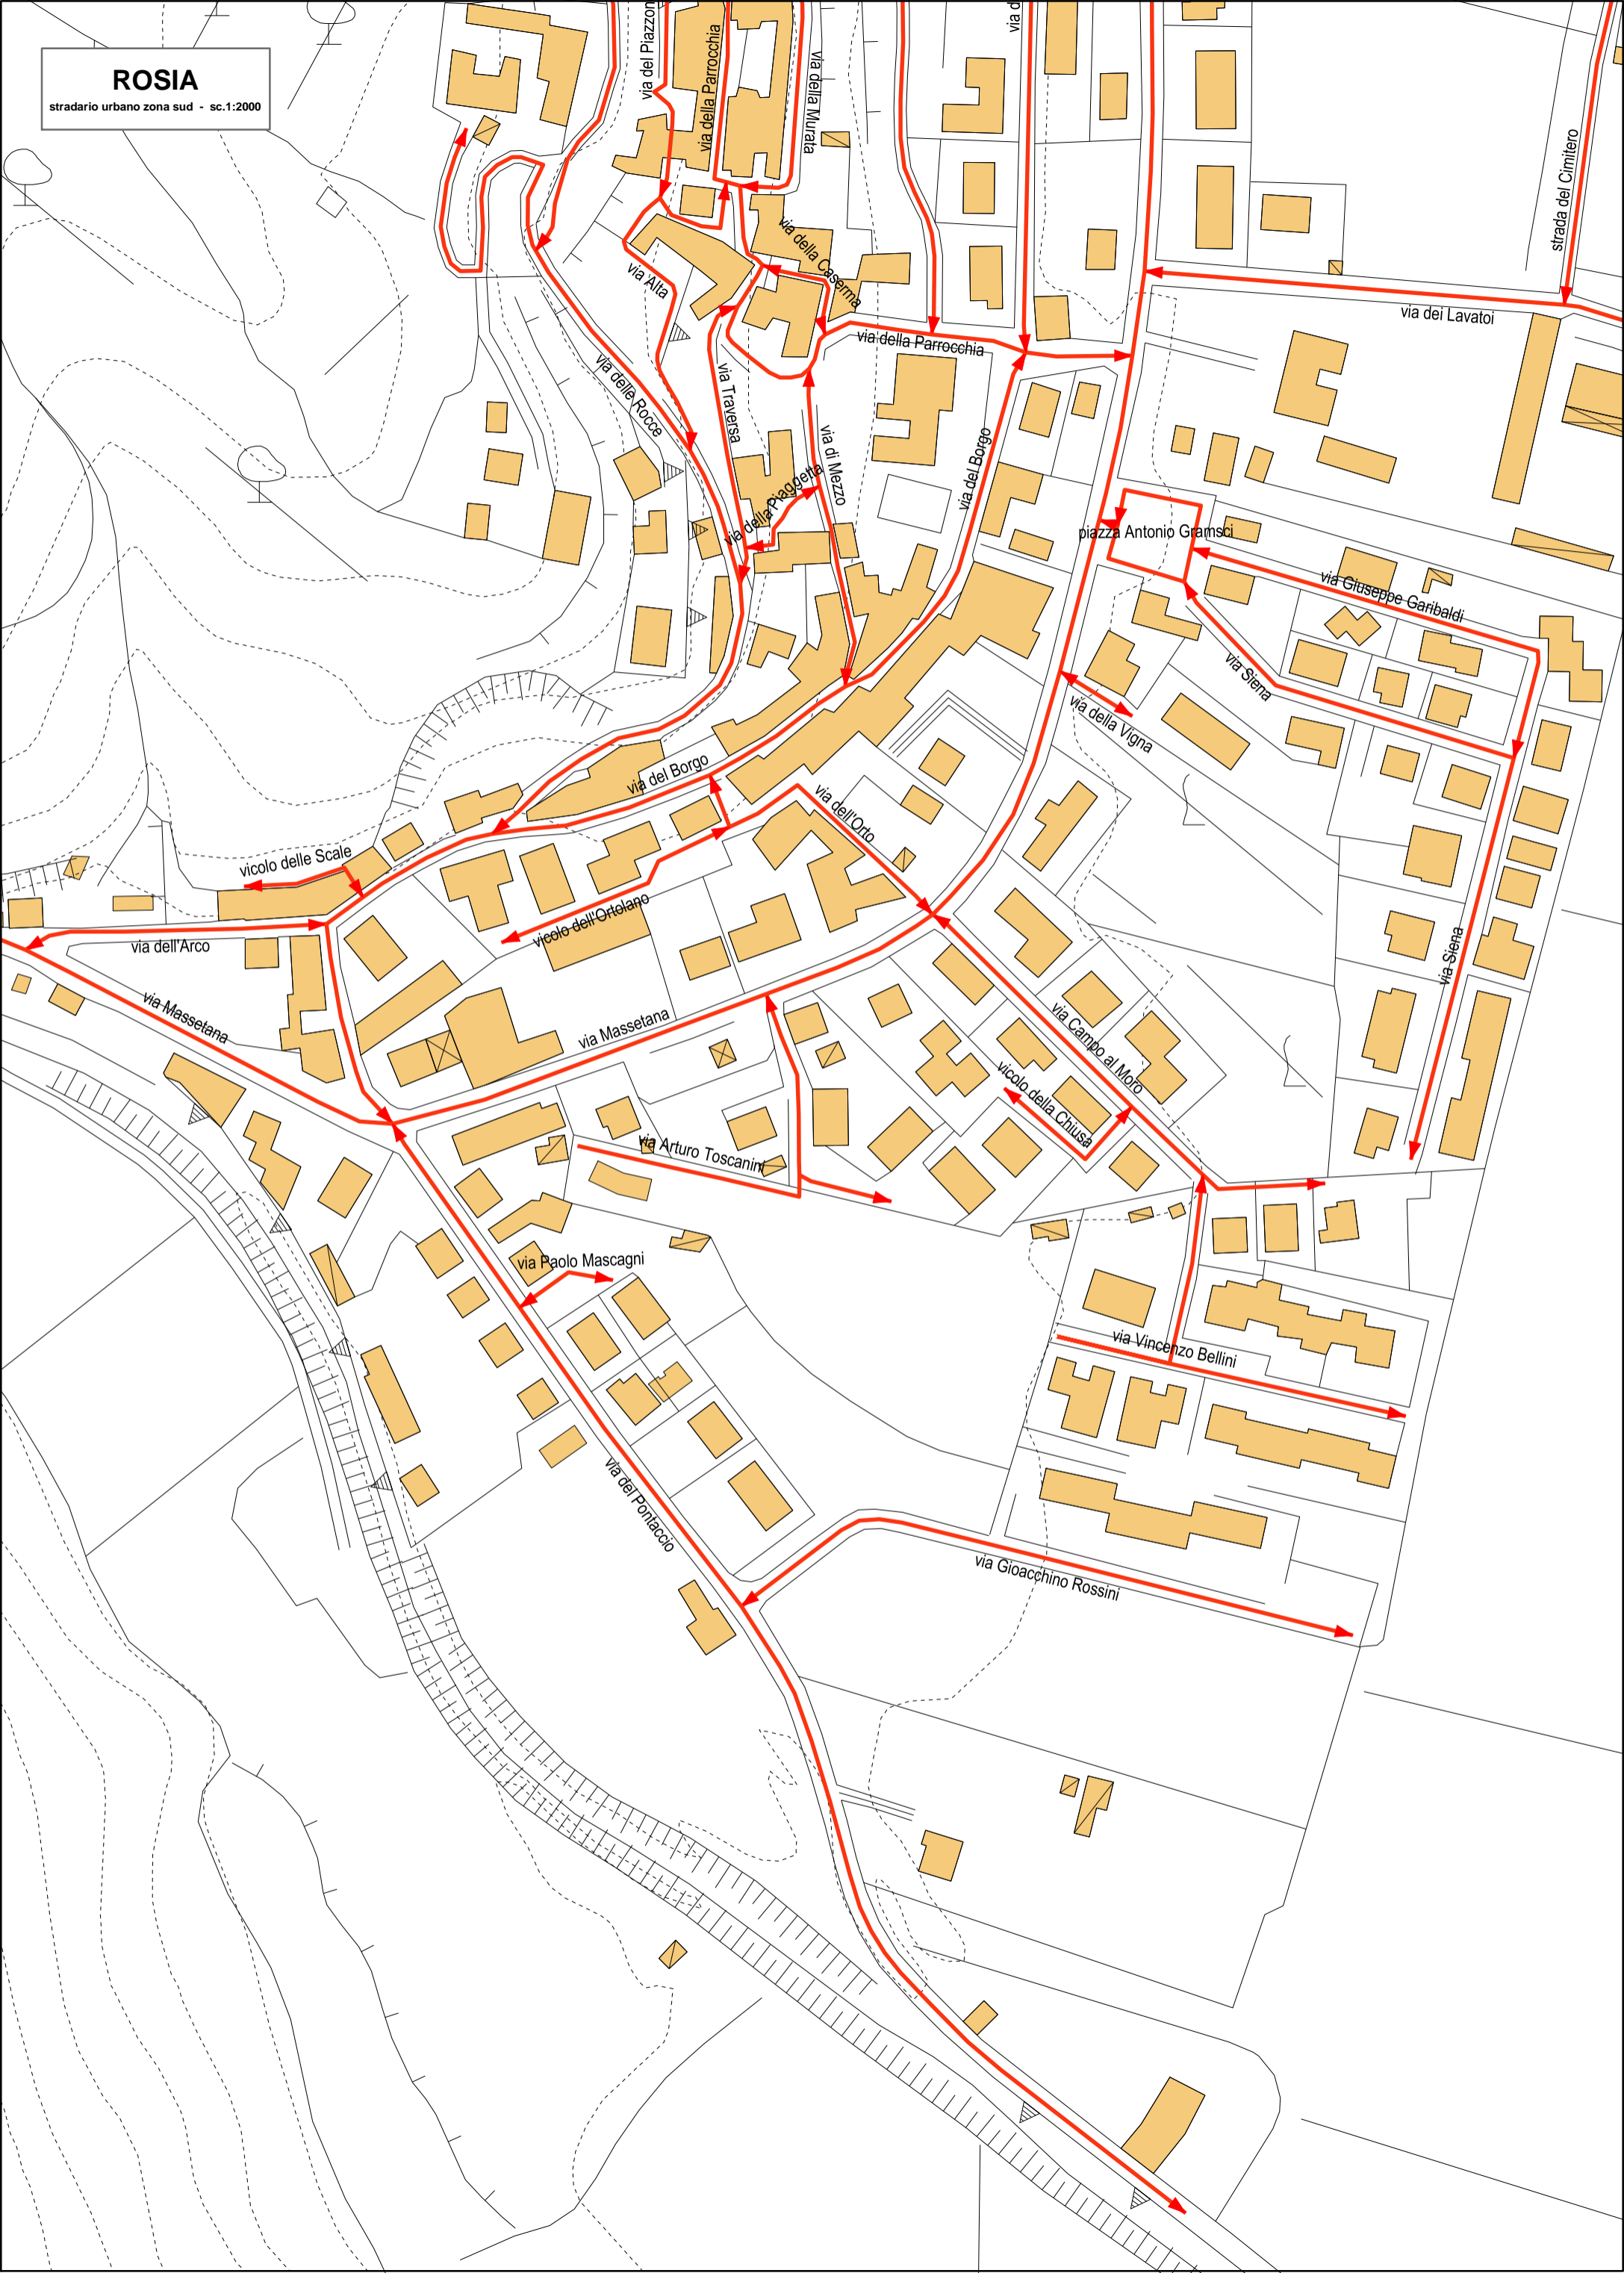 ROSIA
stradario urbano zona sud - sc.1:2000
via del Piazzon
via della Parrocchia
via della Murata
via d
strada del Cimitero
via della Caserma
via Alta
via dei Lavatoi
via della Parrocchia
via delle Rocce
via Traversa
via di Mezzo
via del Borgo
via della Piaggetta
piazza Antonio Gramsci
via Giuseppe Garibaldi
via Siena
via della Vigna
via del Borgo
via dell'Orto
vicolo delle Scale
vicolo dell'Ortolano
via dell'Arco
via Siena
via Massetana
via Massetana
via Campo al Moro
vicolo della Chiusa
via Arturo Toscanini
via Paolo Mascagni
via Vincenzo Bellini
via del Pontaccio
via Gioacchino Rossini